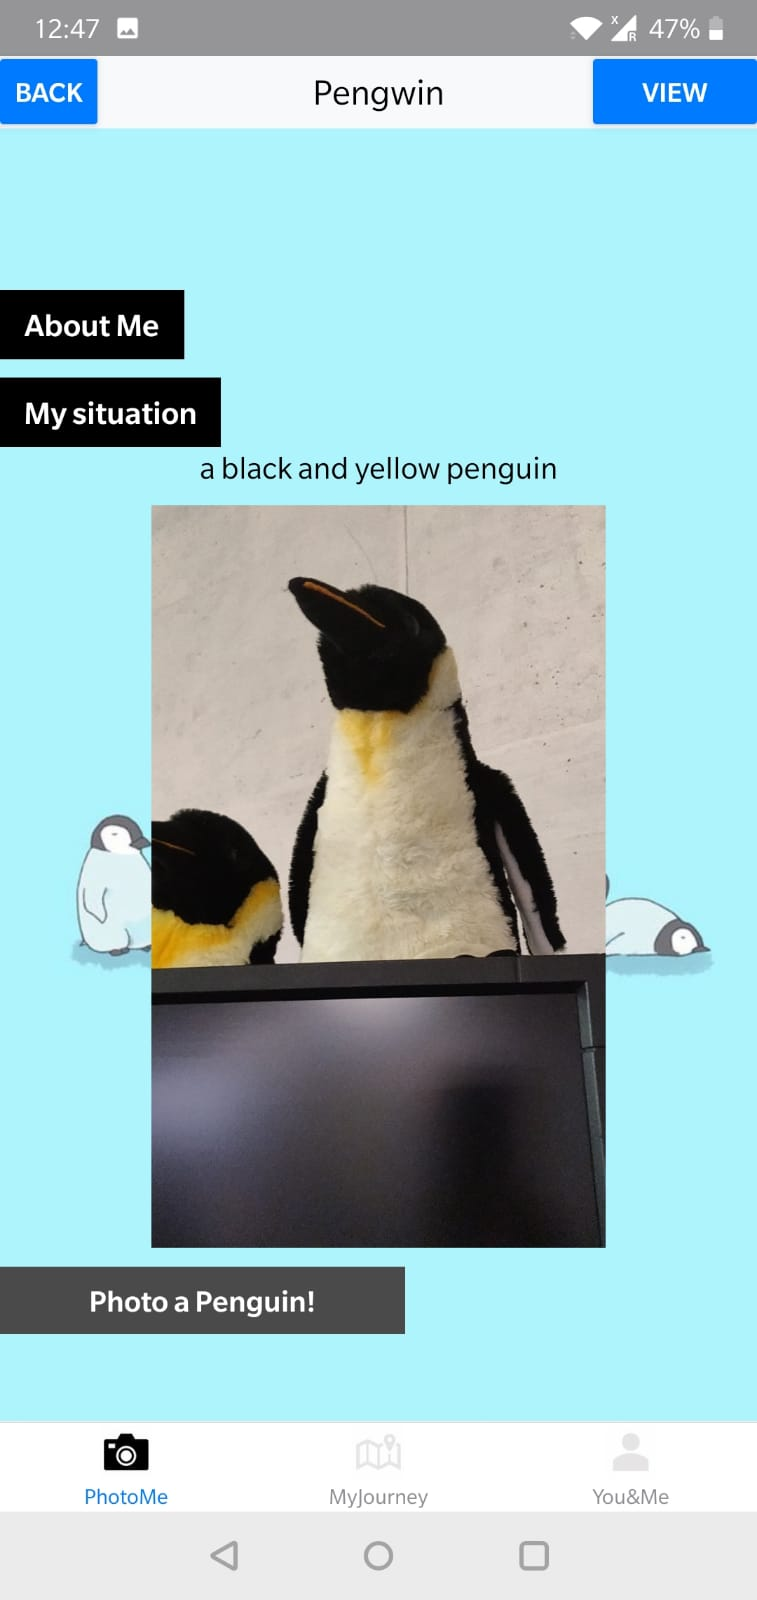 12:47
x
R
47%
BACK
Pengwin
VIEW
About Me
My situation
a black and yellow penguin
Photo a Penguin!
PhotoMe
MyJourney
You&Me